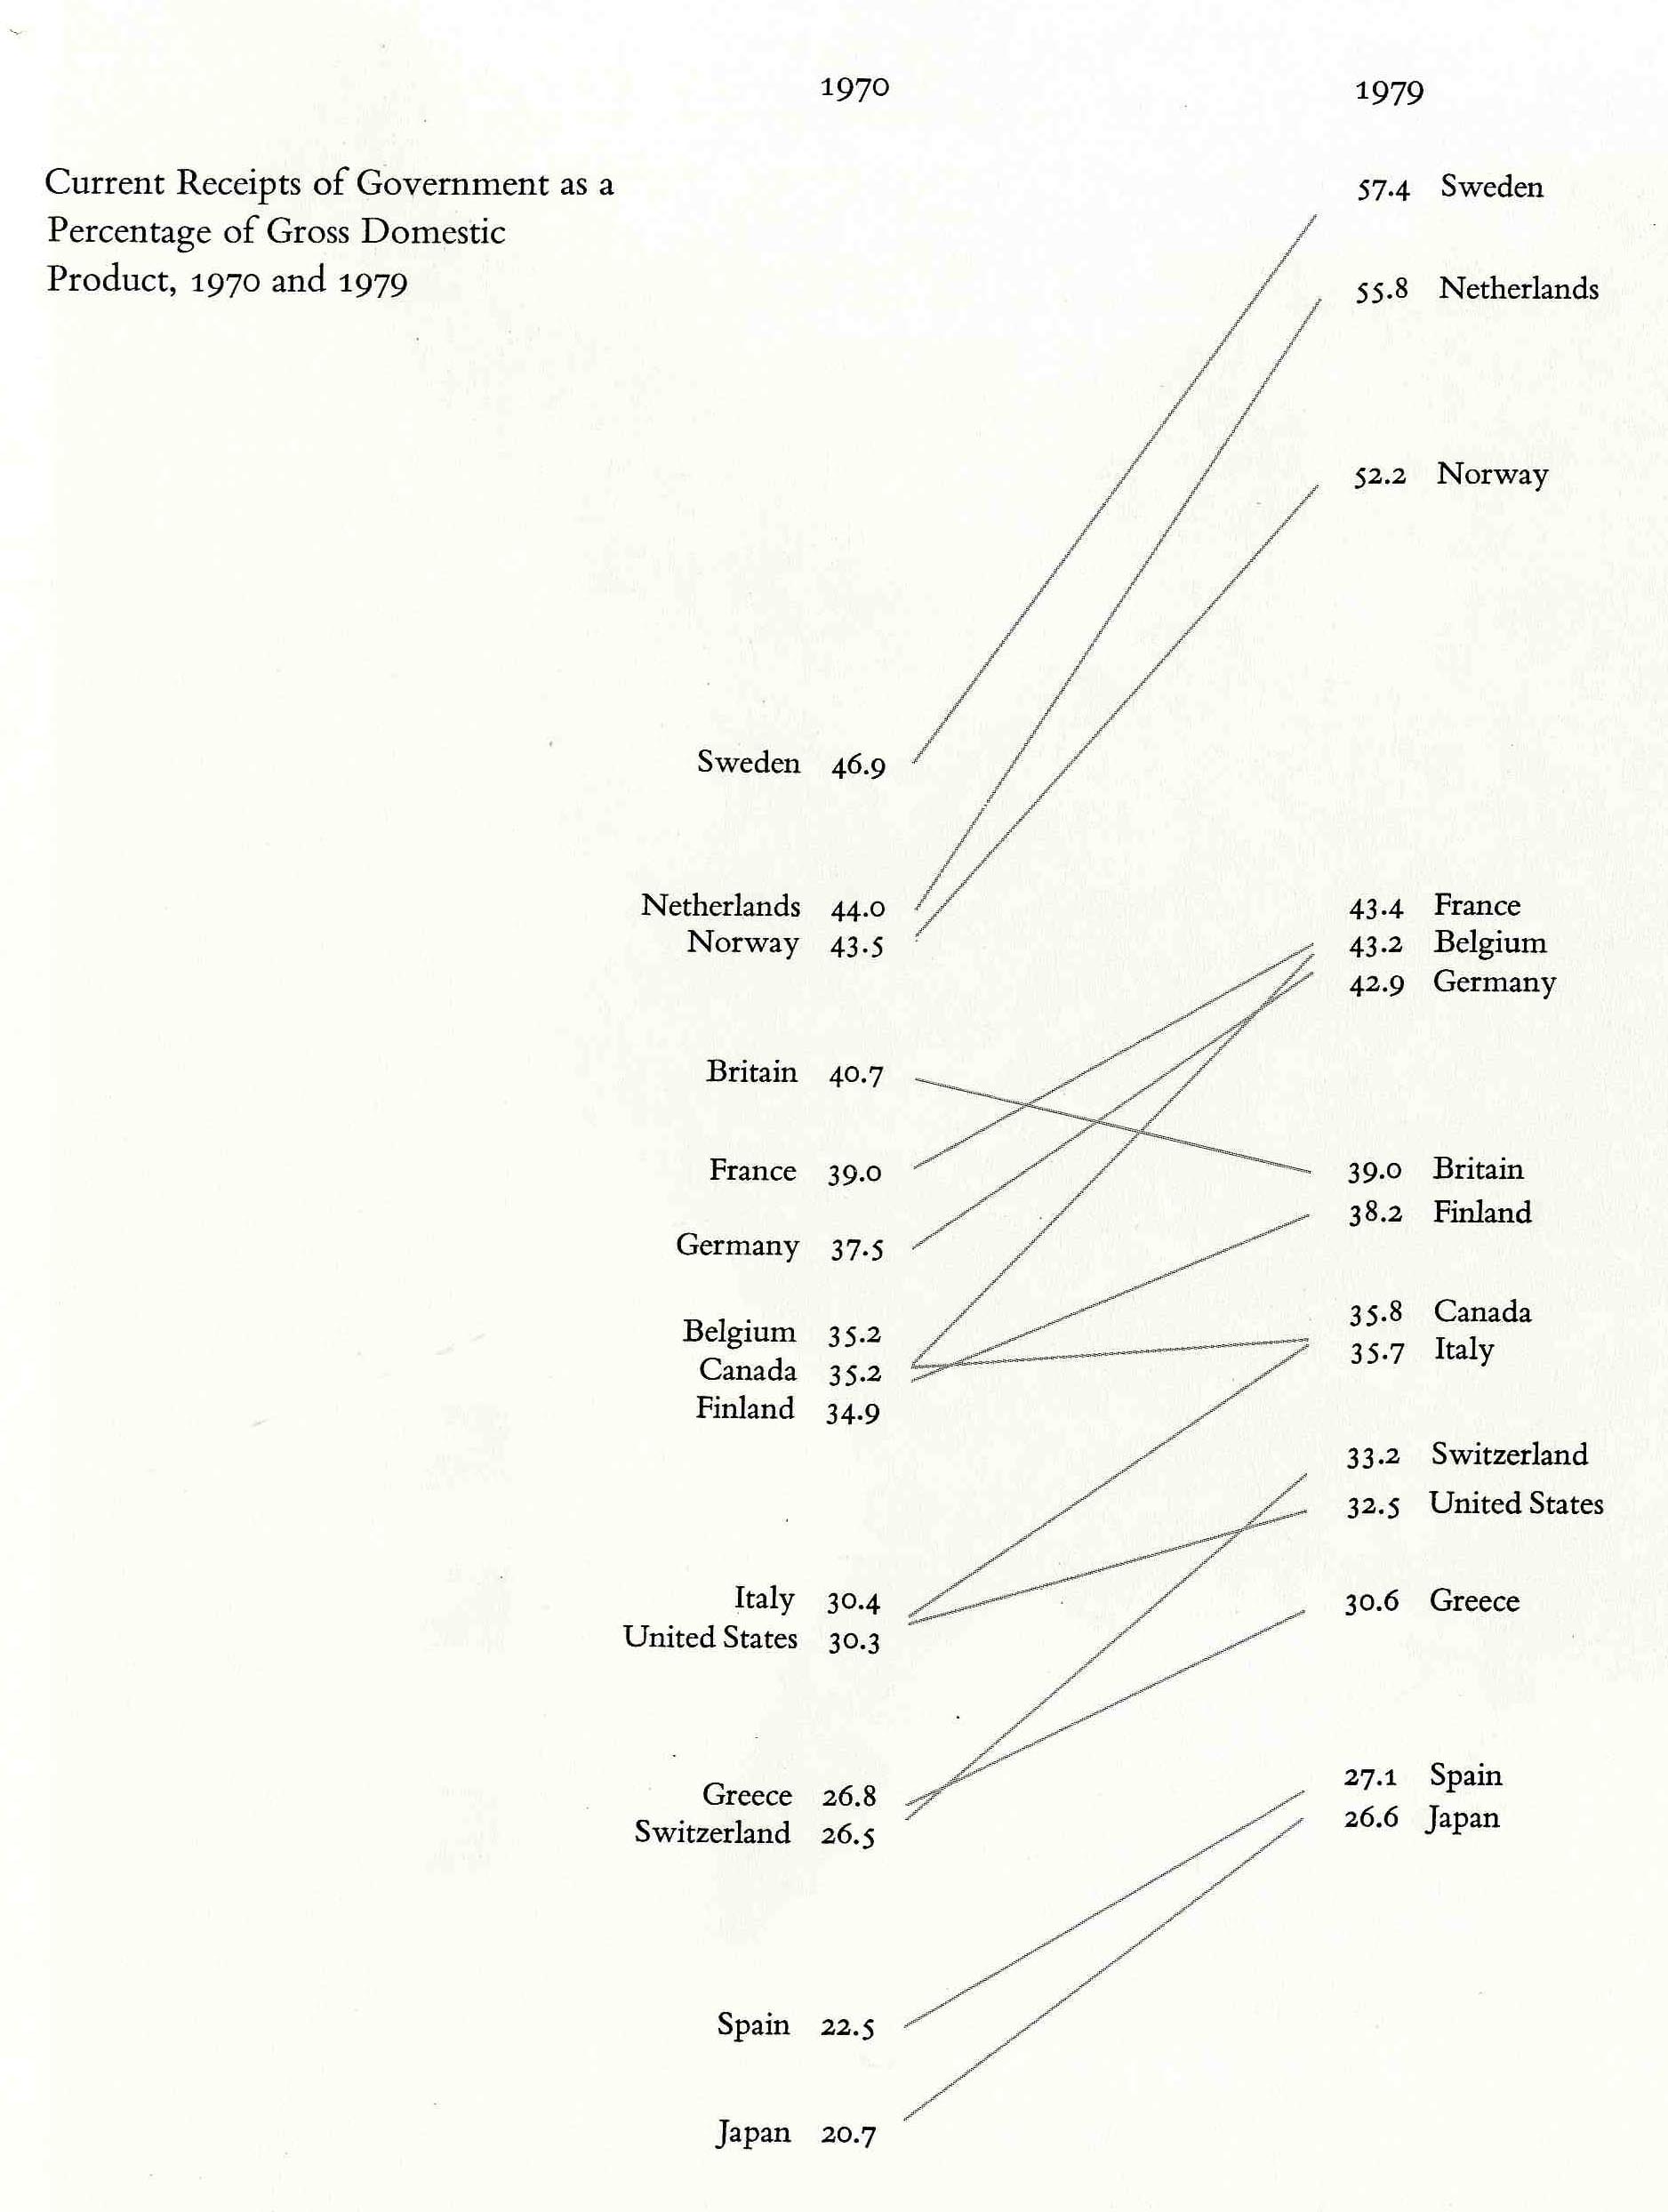 1970 1979
Current Receipts of Government as a
Percentage of Gross Domestic
Product, 1970 and 1979
57.4 Sweden
55.8 Netherlands
52.2 Norway
Sweden 46.9
Netherlands 44.0 43.4 France
Norway 43.5 43.2 Belgium
42.9 Germany
Britain 40.7
France 39.0 39.0 Britain
38.2 Finland
Germany 37.5
35.8 Canada
Belgium 35.2
35.7 Italy
Canada 35.2
Finland 34.9
33.2 Switzerland
32.5 United States
Italy 30.4 30.6 Greece
United States 30.3
27.1 Spain
Greece 26.8
26.6 Japan
Switzerland 26.5
Spain 22.5
Japan 20.7